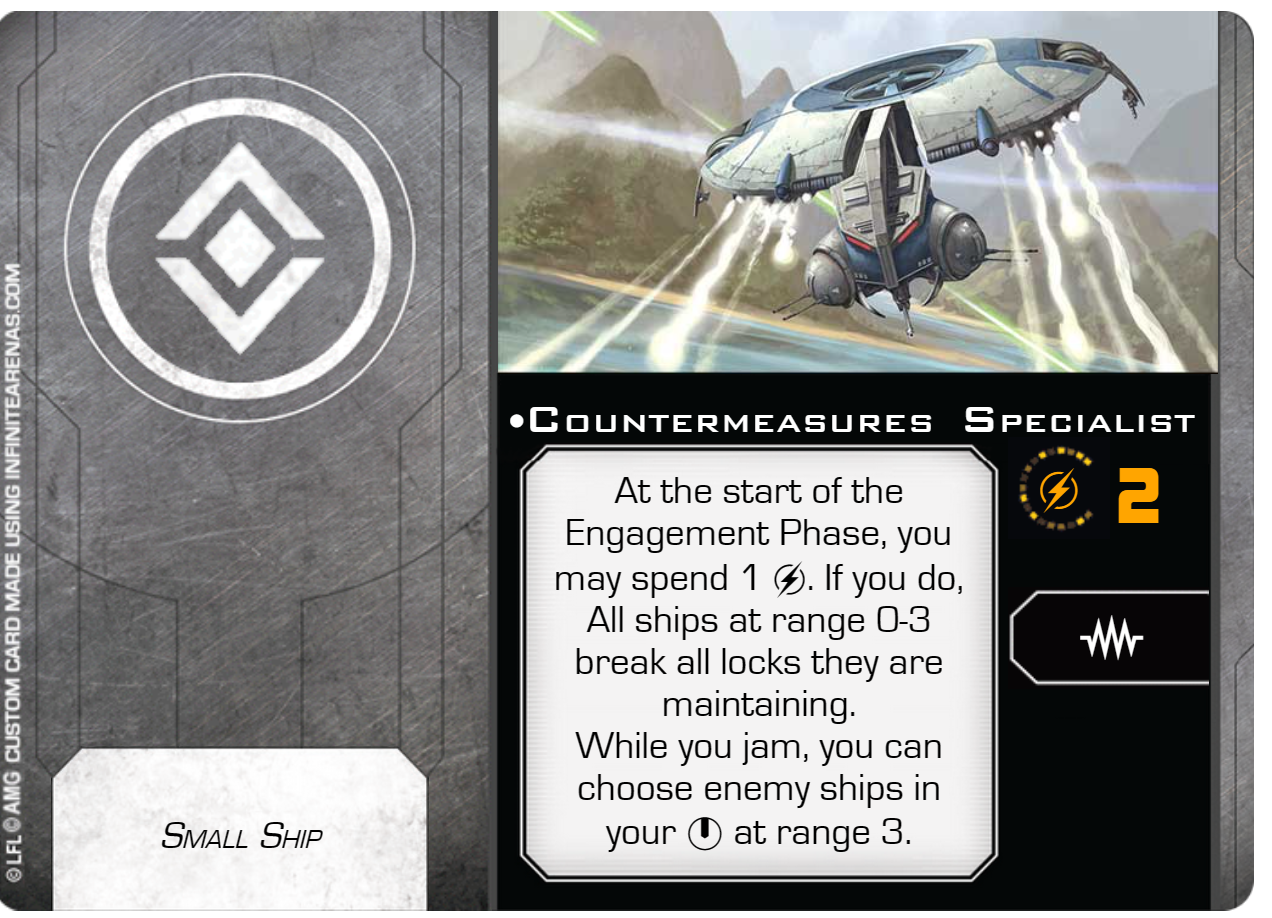 © LFL © AMG CUSTOM CARD MADE USING INFINITEARENAS.COM
SMALL SHIP
•COUNTERMEASURES SPECIALIST
At the start of the
Engagement Phase, you
may spend 1 . If you do,
All ships at range 0-3
break all locks they are
maintaining.
While you jam, you can
choose enemy ships in
your at range 3.
2